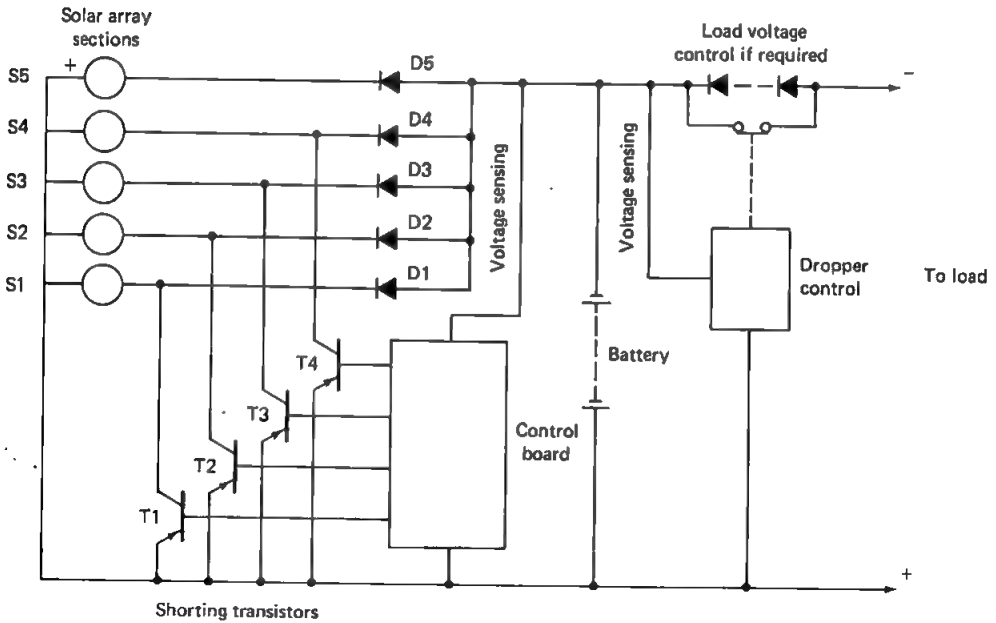 Solar array
sections
Load voltage
control if required
S5
+
D5
−
S4
D4
S3
D3
S2
D2
S1
D1
Voltage sensing
Voltage sensing
Dropper
control
To load
T4
Battery
T3
Control
board
T2
T1
+
Shorting transistors